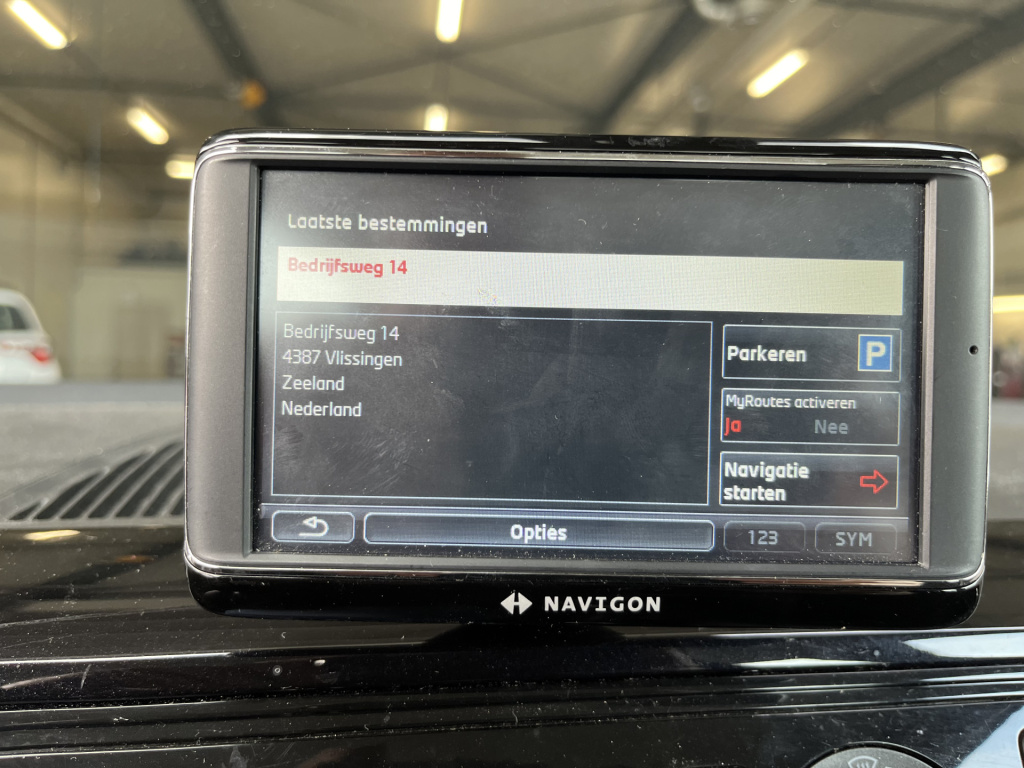 Laatste bestemmingen
Bedrijfsweg 14
Bedrijfsweg 14
4387 Vlissingen
Zeeland
Nederland
Parkeren P
MyRoutes activeren
Ja Nee
Navigatie
starten
Opties
123
SYM
NAVIGON